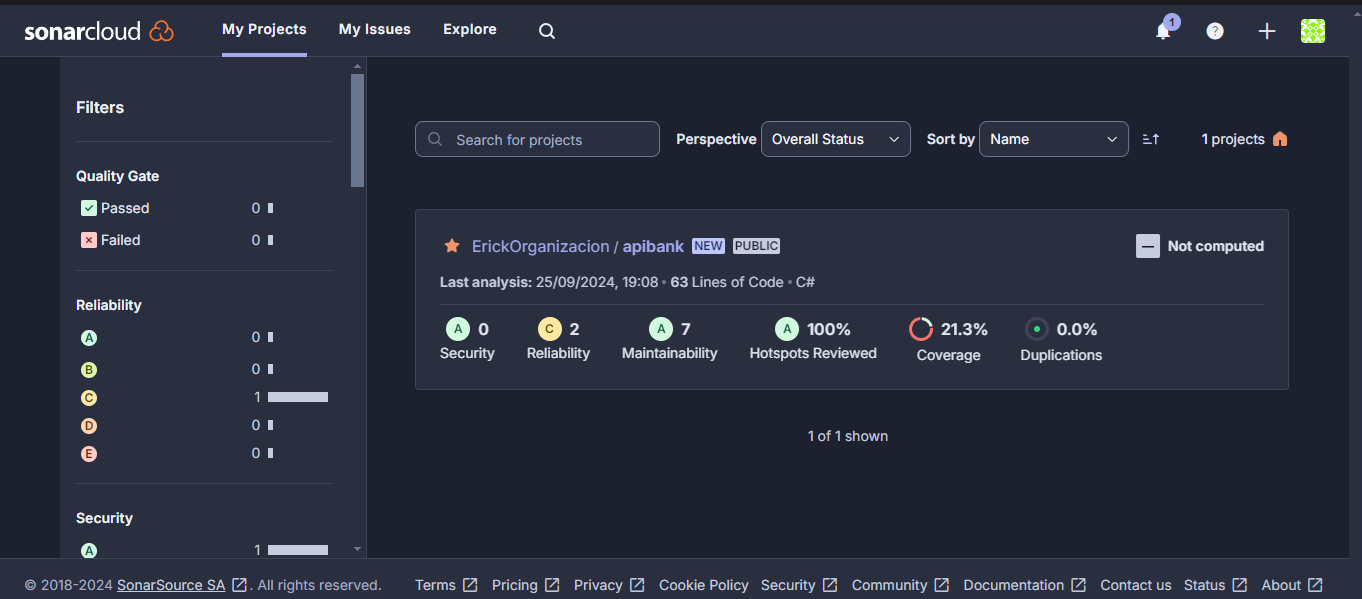 sonarcloud My Projects My Issues Explore 1 ?
Filters
Search for projects Perspective Overall Status Sort by Name 1 projects
Quality Gate
Passed 0
Failed 0
Reliability
A 0
B 0
C 1
D 0
E 0
Security
A 1
ErickOrganizacion / apibank NEW PUBLIC Not computed
Last analysis: 25/09/2024, 19:08 • 63 Lines of Code • C#
A 0 C 2 A 7 A 100% 21.3% 0.0%
Security Reliability Maintainability Hotspots Reviewed Coverage Duplications
1 of 1 shown
© 2018-2024 SonarSource SA . All rights reserved. Terms Pricing Privacy Cookie Policy Security Community Documentation Contact us Status About